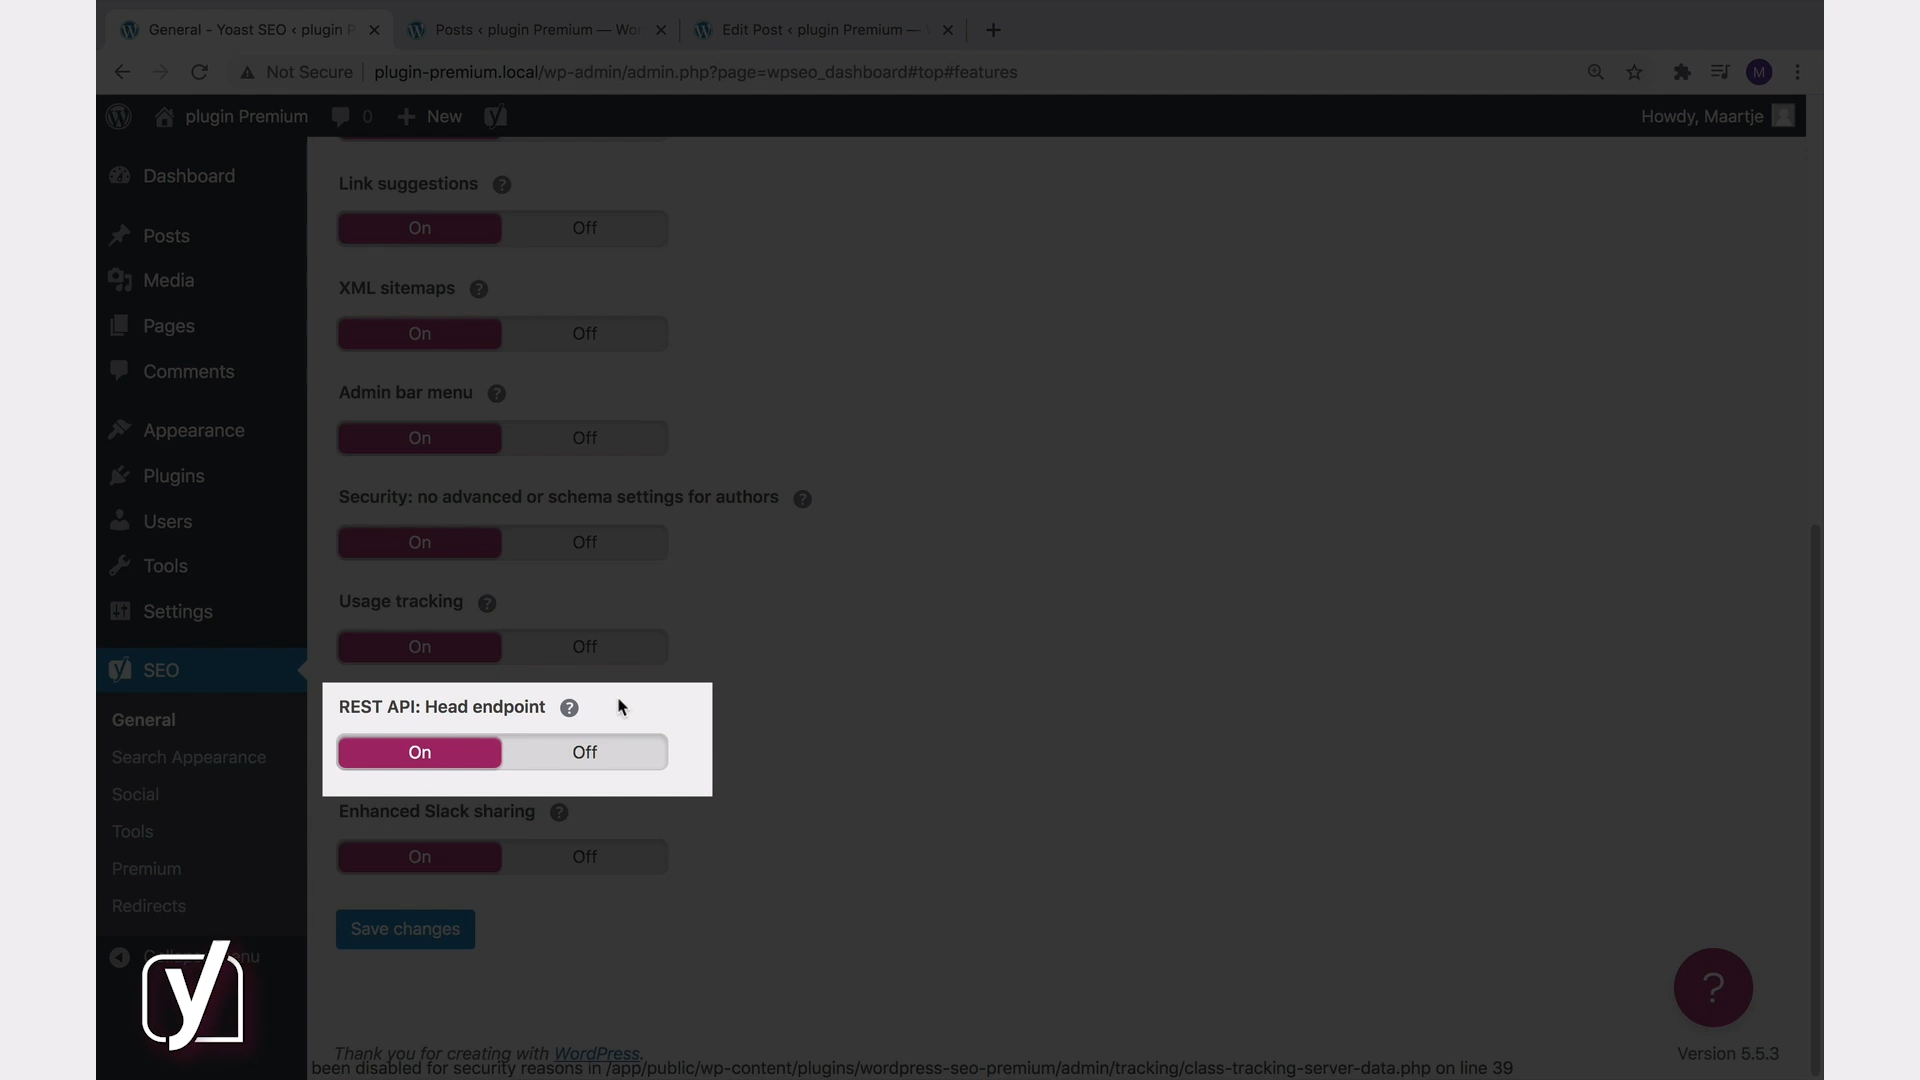 General - Yoast SEO ‹ plugin P
Posts ‹ plugin Premium — Wo
Edit Post ‹ plugin Premium —
Not Secure
plugin-premium.local/wp-admin/admin.php?page=wpseo_dashboard#top#features
M
plugin Premium
0
New
Howdy, Maartje
Dashboard
Posts
Media
Pages
Comments
Appearance
Plugins
Users
Tools
Settings
SEO
General
Search Appearance
Social
Tools
Premium
Redirects
Link suggestions ?
On Off
XML sitemaps ?
On Off
Admin bar menu ?
On Off
Security: no advanced or schema settings for authors ?
On Off
Usage tracking ?
On Off
REST API: Head endpoint ?
On Off
Enhanced Slack sharing ?
On Off
Save changes
?
y
Thank you for creating with WordPress.
Version 5.5.3
been disabled for security reasons in /app/public/wp-content/plugins/wordpress-seo-premium/admin/tracking/class-tracking-server-data.php on line 39